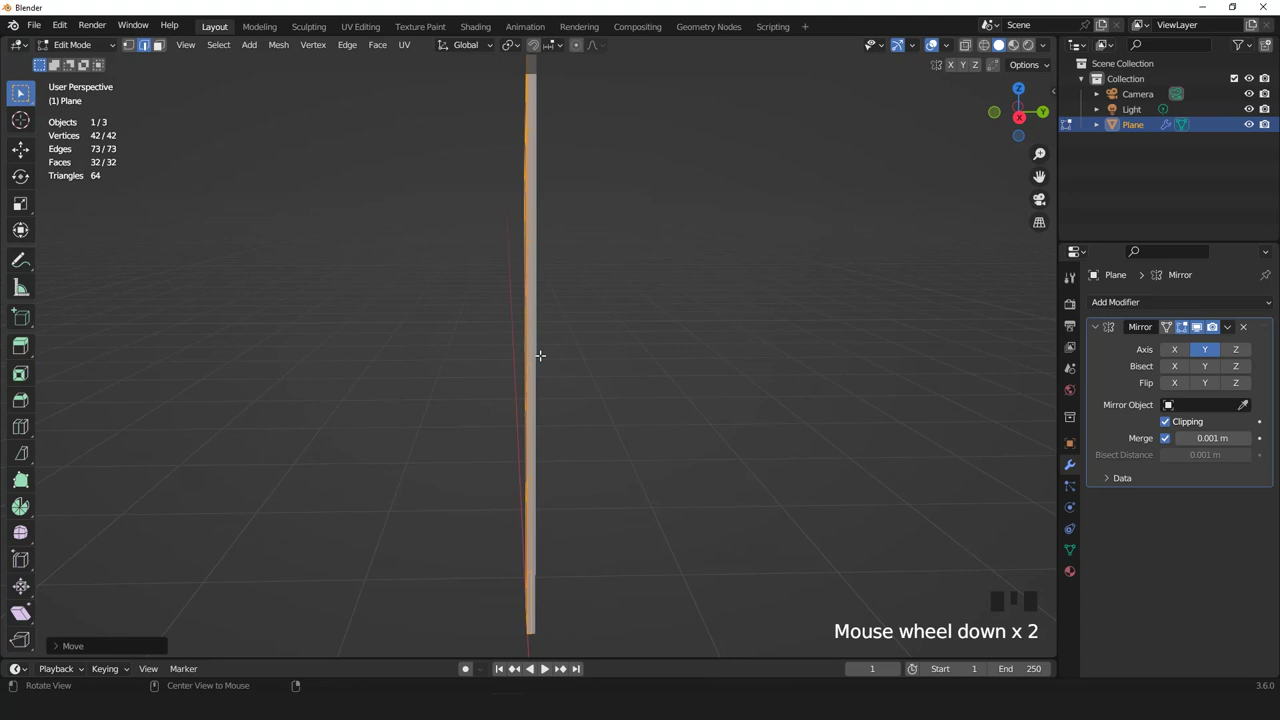 Blender
File Edit Render Window Help Layout Modeling Sculpting UV Editing Texture Paint Shading Animation Rendering Compositing Geometry Nodes Scripting Scene ViewLayer
Edit Mode View Select Add Mesh Vertex Edge Face UV Global
X Y Z Options
User Perspective
(1) Plane
Objects 1/3
Vertices 42/42
Edges 73/73
Faces 32/32
Triangles 64
Z
Y
X
Scene Collection
Collection
Camera
Light
Plane
Plane > Mirror
Add Modifier
Mirror
Axis X Y Z
Bisect X Y Z
Flip X Y Z
Mirror Object
Clipping
Merge 0.001 m
Bisect Distance 0.001 m
Data
Mouse wheel down x 2
Move
Playback Keying View Marker 1 Start 1 End 250
Rotate View Center View to Mouse 3.6.0